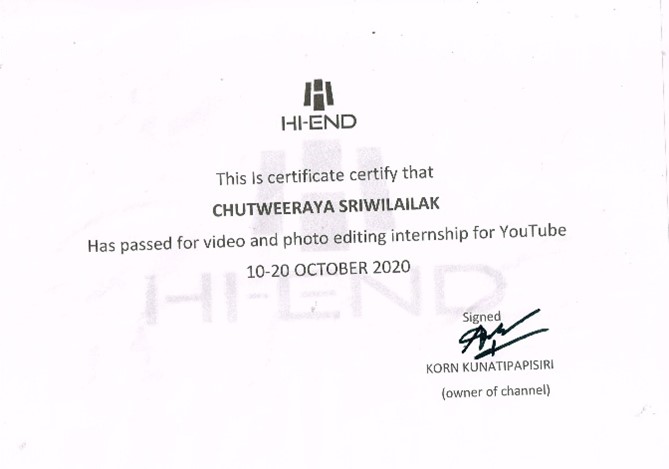 HI-END
This Is certificate certify that
CHUTWEERAYA SRIWILAILAK
Has passed for video and photo editing internship for YouTube
10-20 OCTOBER 2020
HI-END
Signed
KORN KUNATIPAPISIRI
(owner of channel)